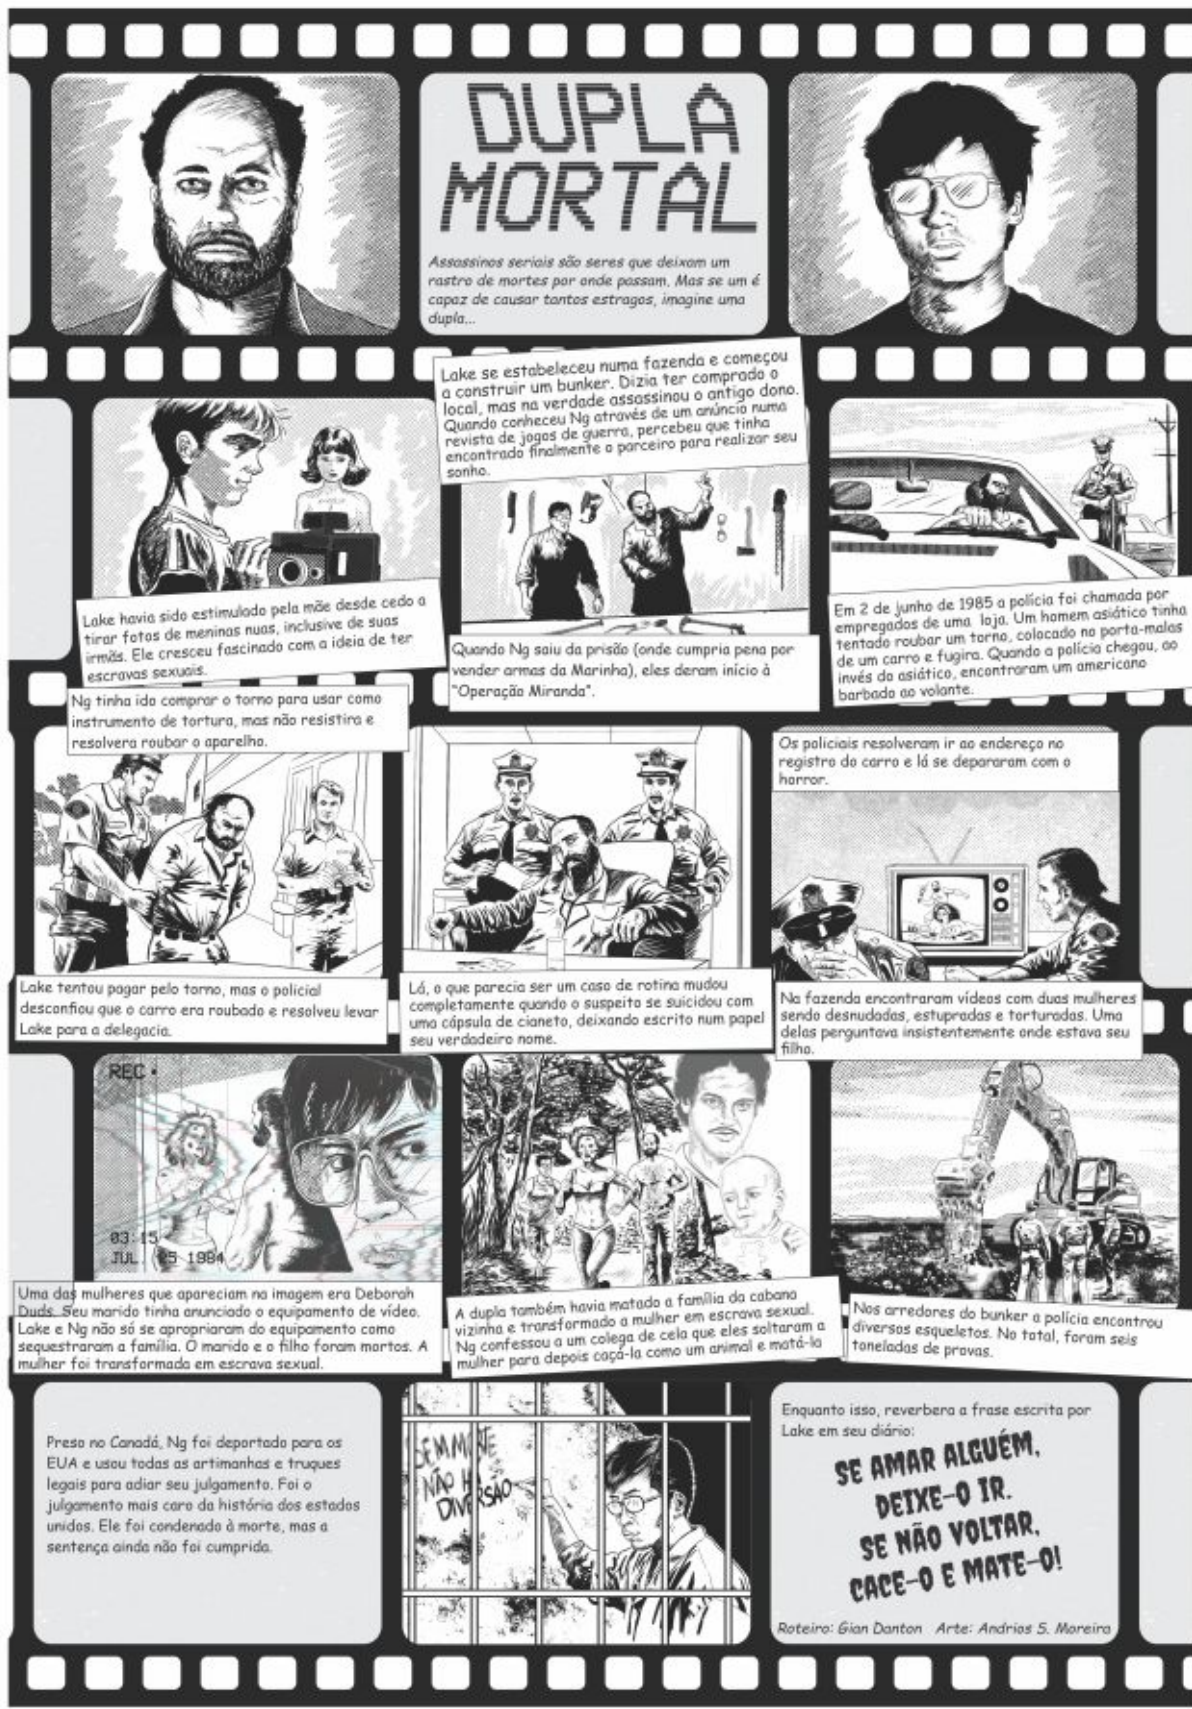 DUPLA
MORTAL
Assassinos seriais são seres que deixam um
rastro de mortes por onde passam. Mas se um é
capaz de causar tantos estragos, imagine uma
dupla...
Lake havia sido estimulado pela mãe desde cedo a
tirar fotos de meninas nuas, inclusive de suas
irmãs. Ele cresceu fascinado com a ideia de ter
escravas sexuais.
Lake se estabeleceu numa fazenda e começou
a construir um bunker. Dizia ter comprado o
local, mas na verdade assassinou o antigo dono.
Quando conheceu Ng através de um anúncio numa
revista de jogos de guerra, percebeu que tinha
encontrado finalmente o parceiro para realizar seu
sonho.
Quando Ng saiu da prisão (onde cumpria pena por
vender armas da Marinha), eles deram início à
"Operação Miranda".
Em 2 de junho de 1985 a polícia foi chamada por
empregados de uma loja. Um homem asiático tinha
tentado roubar um torno, colocado no porta-malas
de um carro e fugira. Quando a polícia chegou, ao
invés do asiático, encontraram um americano
barbado ao volante.
Ng tinha ido comprar o torno para usar como
instrumento de tortura, mas não resistira e
resolvera roubar o aparelho.
Lake tentou pagar pelo torno, mas o policial
desconfiou que o carro era roubado e resolveu levar
Lake para a delegacia.
Lá, o que parecia ser um caso de rotina mudou
completamente quando o suspeito se suicidou com
uma cápsula de cianeto, deixando escrito num papel
seu verdadeiro nome.
Os policiais resolveram ir ao endereço no
registro do carro e lá se depararam com o
horror.
Na fazenda encontraram vídeos com duas mulheres
sendo desnudadas, estupradas e torturadas. Uma
delas perguntava insistentemente onde estava seu
filho.
REC
03:15
JUL. 05 1984
Uma das mulheres que apareciam na imagem era Deborah
Duds. Seu marido tinha anunciado o equipamento de vídeo.
Lake e Ng não só se apropriaram do equipamento como
sequestraram a família. O marido e o filho foram mortos. A
mulher foi transformada em escrava sexual.
A dupla também havia matado a família da cabana
vizinha e transformado a mulher em escrava sexual.
Ng confessou a um colega de cela que eles soltaram a
mulher para depois caçá-la como um animal e matá-la
Nos arredores do bunker a polícia encontrou
diversos esqueletos. No total, foram seis
toneladas de provas.
Preso no Canadá, Ng foi deportado para os
EUA e usou todas as artimanhas e truques
legais para adiar seu julgamento. Foi o
julgamento mais caro da história dos estados
unidos. Ele foi condenado à morte, mas a
sentença ainda não foi cumprida.
SEM MORTE
NÃO HÁ
DIVERSÃO
Enquanto isso, reverbera a frase escrita por
Lake em seu diário:
SE AMAR ALGUÉM,
DEIXE-O IR.
SE NÃO VOLTAR,
CACE-O E MATE-O!
Roteiro: Gian Danton Arte: Andrios S. Moreira